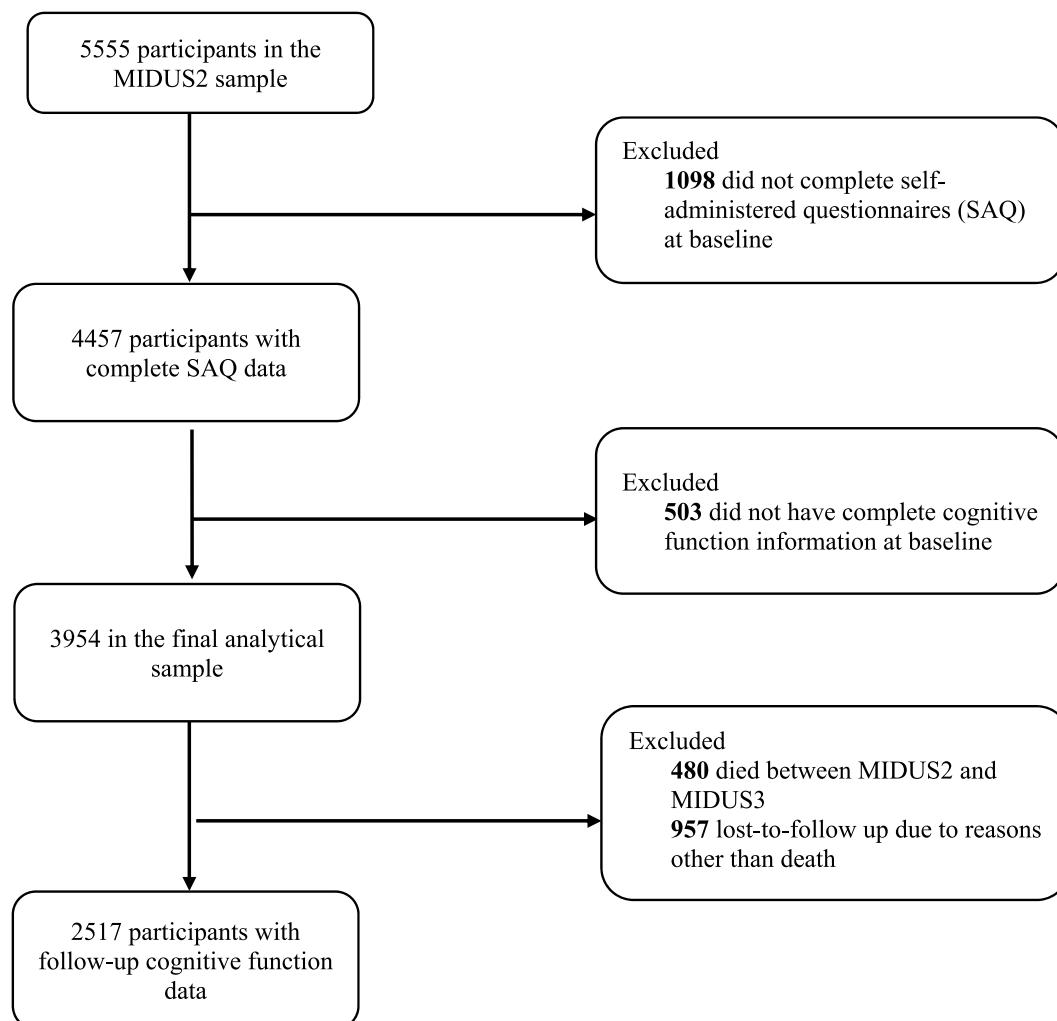 5555 participants in the
MIDUS2 sample
Excluded
1098 did not complete self-
administered questionnaires (SAQ)
at baseline
4457 participants with
complete SAQ data
Excluded
503 did not have complete cognitive
function information at baseline
3954 in the final analytical
sample
Excluded
480 died between MIDUS2 and
MIDUS3
957 lost-to-follow up due to reasons
other than death
2517 participants with
follow-up cognitive function
data